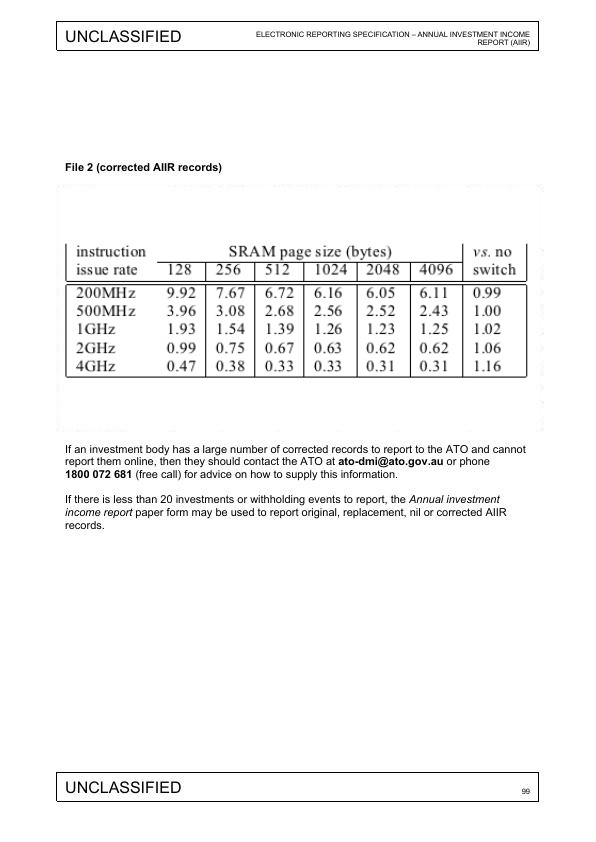 UNCLASSIFIED
ELECTRONIC REPORTING SPECIFICATION – ANNUAL INVESTMENT INCOME
REPORT (AIIR)
File 2 (corrected AIIR records)
instruction SRAM page size (bytes) vs. no
issue rate 128 256 512 1024 2048 4096 switch
200MHz 9.92 7.67 6.72 6.16 6.05 6.11 0.99
500MHz 3.96 3.08 2.68 2.56 2.52 2.43 1.00
1GHz 1.93 1.54 1.39 1.26 1.23 1.25 1.02
2GHz 0.99 0.75 0.67 0.63 0.62 0.62 1.06
4GHz 0.47 0.38 0.33 0.33 0.31 0.31 1.16
If an investment body has a large number of corrected records to report to the ATO and cannot
report them online, then they should contact the ATO at ato-dmi@ato.gov.au or phone
1800 072 681 (free call) for advice on how to supply this information.
If there is less than 20 investments or withholding events to report, the Annual investment
income report paper form may be used to report original, replacement, nil or corrected AIIR
records.
UNCLASSIFIED
99